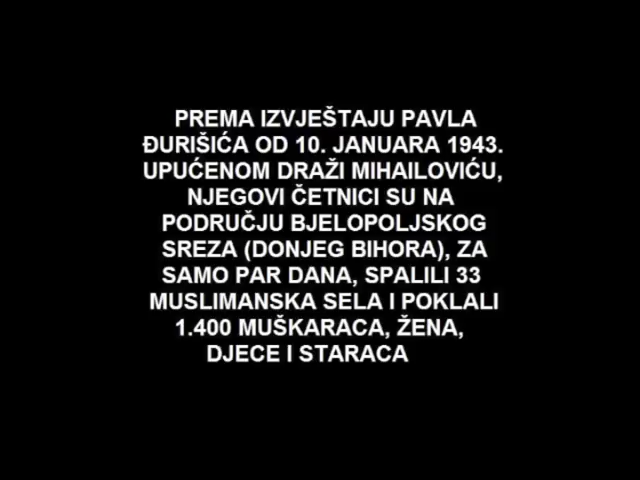 PREMA IZVJEŠTAJU PAVLA
ĐURIŠIĆA OD 10. JANUARA 1943.
UPUĆENOM DRAŽI MIHAILOVIĆU,
NJEGOVI ČETNICI SU NA
PODRUČJU BJELOPOLJSKOG
SREZA (DONJEG BIHORA), ZA
SAMO PAR DANA, SPALILI 33
MUSLIMANSKA SELA I POKLALI
1.400 MUŠKARACA, ŽENA,
DJECE I STARACA